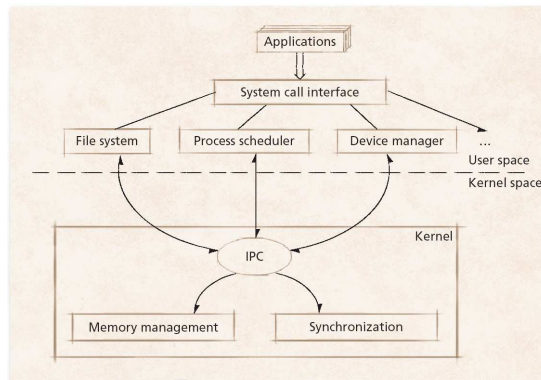 Applications
System call interface
File system
Process scheduler
Device manager
...
User space
Kernel space
Kernel
IPC
Memory management
Synchronization